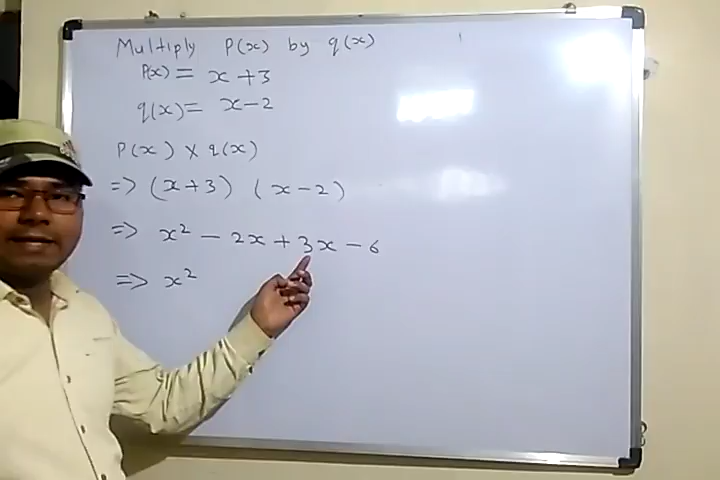 Multiply P(x) by q(x)
P(x) = x + 3
q(x) = x - 2
P(x) × q(x)
=> (x + 3) (x - 2)
=> x² - 2x + 3x - 6
=> x²